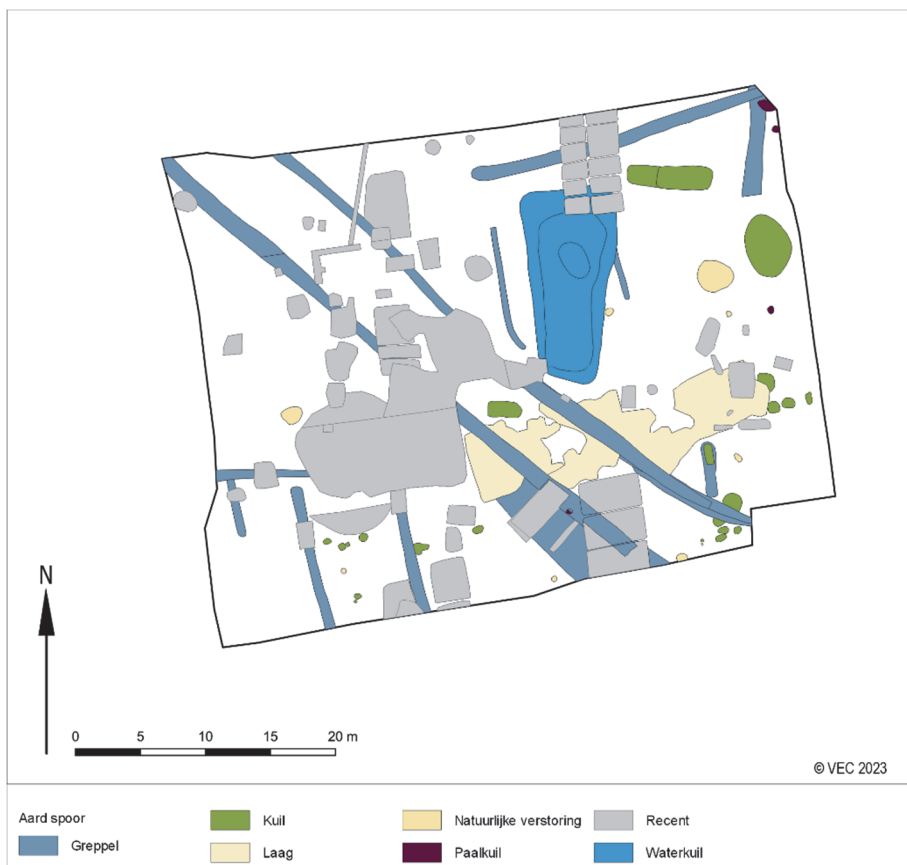 N
0 5 10 15 20 m
© VEC 2023
Aard spoor
Greppel
Kuil
Laag
Natuurlijke verstoring
Paalkuil
Recent
Waterkuil